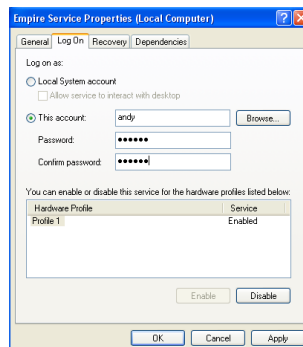 Empire Service Properties (Local Computer)
General Log On Recovery Dependencies
Log on as:
Local System account
Allow service to interact with desktop
This account: andy Browse...
Password: ••••••
Confirm password: ••••••
You can enable or disable this service for the hardware profiles listed below:
Hardware Profile Service
Profile 1 Enabled
Enable Disable
OK Cancel Apply